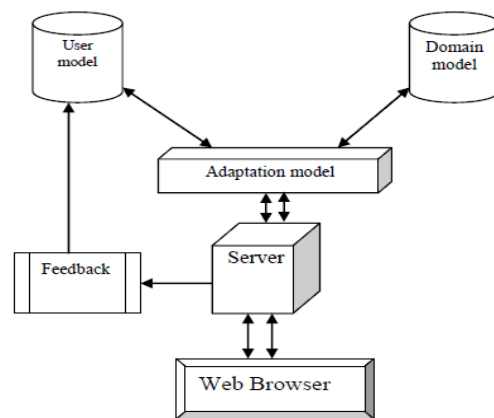 User
model
Domain
model
Adaptation model
Server
Feedback
Web Browser